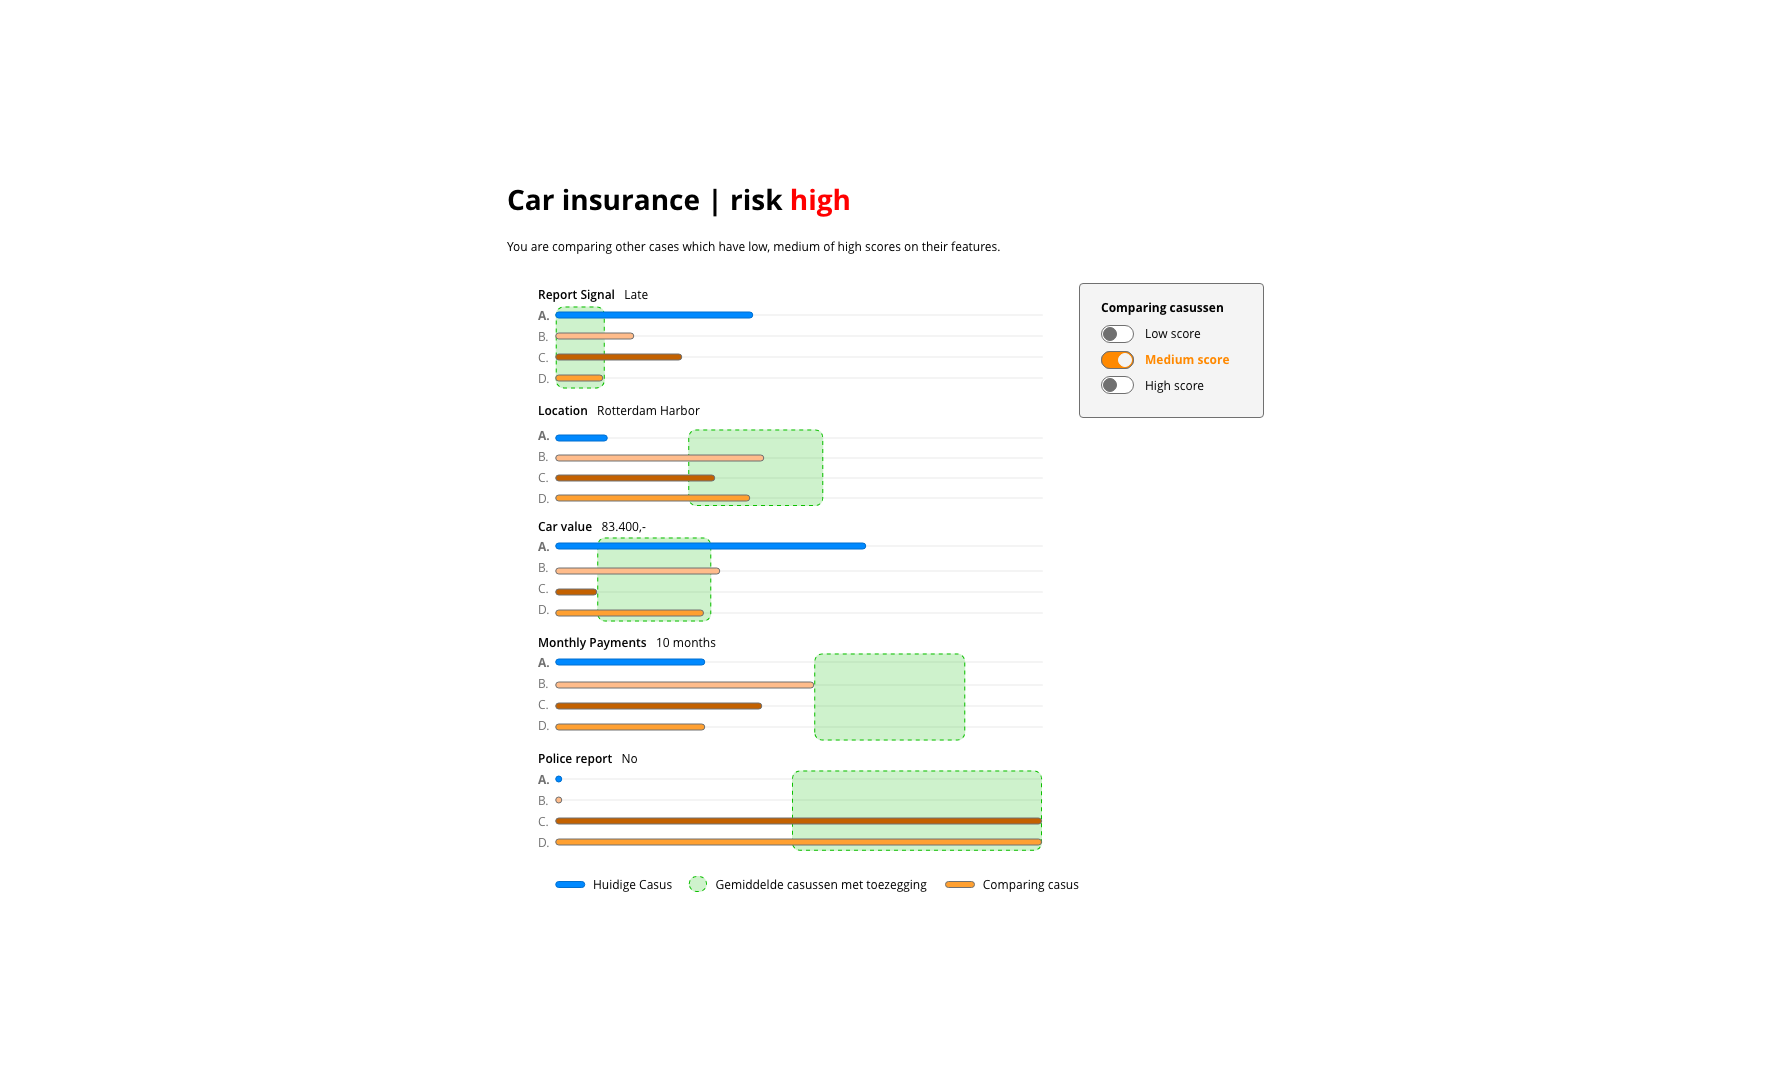 Car insurance | risk high
You are comparing other cases which have low, medium of high scores on their features.
Report Signal Late
A.
B.
C.
D.
Location Rotterdam Harbor
A.
B.
C.
D.
Car value 83.400,-
A.
B.
C.
D.
Monthly Payments 10 months
A.
B.
C.
D.
Police report No
A.
B.
C.
D.
Huidige Casus Gemiddelde casussen met toezegging Comparing casus
Comparing casussen
Low score
Medium score
High score